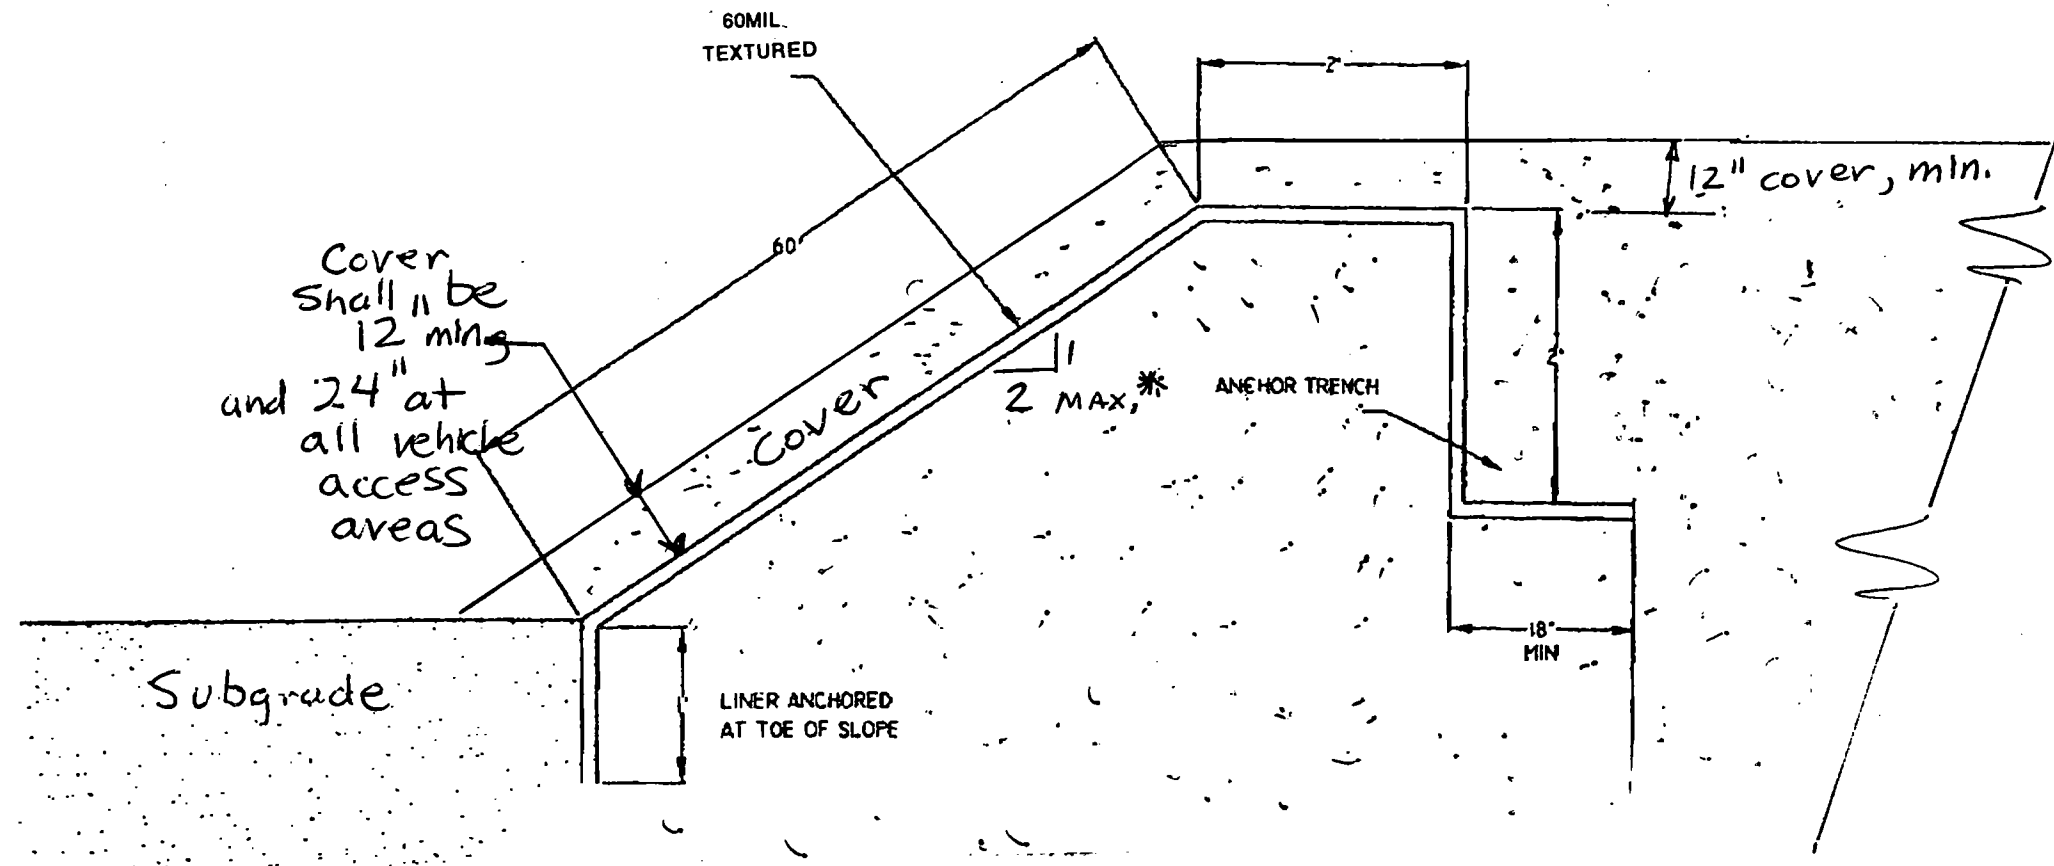 60MIL
TEXTURED
2'
12" cover, min.
60'
Cover
Shall be
12" min,
and 24" at
all vehicle
access
areas
Cover
1
2 MAX,*
ANCHOR TRENCH
2'
18"
MIN
Subgrade
LINER ANCHORED
AT TOE OF SLOPE